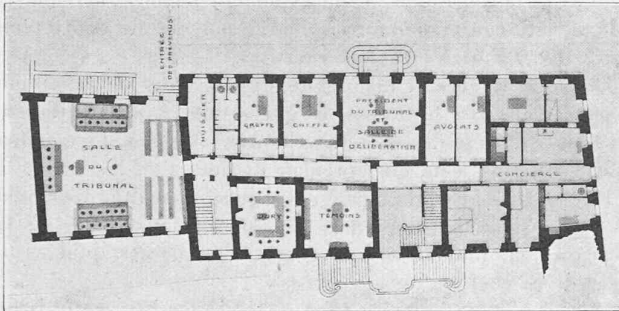 ENTRÉE
DES PRÉVENUS
SALLE
DU
TRIBUNAL
HUISSIER
GREFFE
GREFFE
PRÉSIDENT
DU TRIBUNAL
SALLE DE
DÉLIBÉRATION
AVOCATS
CONCIERGE
JURY
TÉMOINS